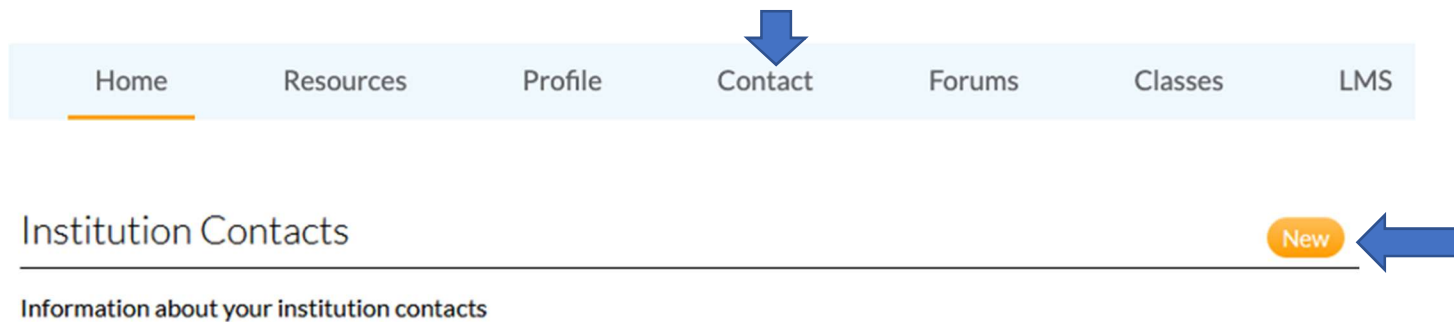 Home Resources Profile Contact Forums Classes LMS
Institution Contacts New
Information about your institution contacts